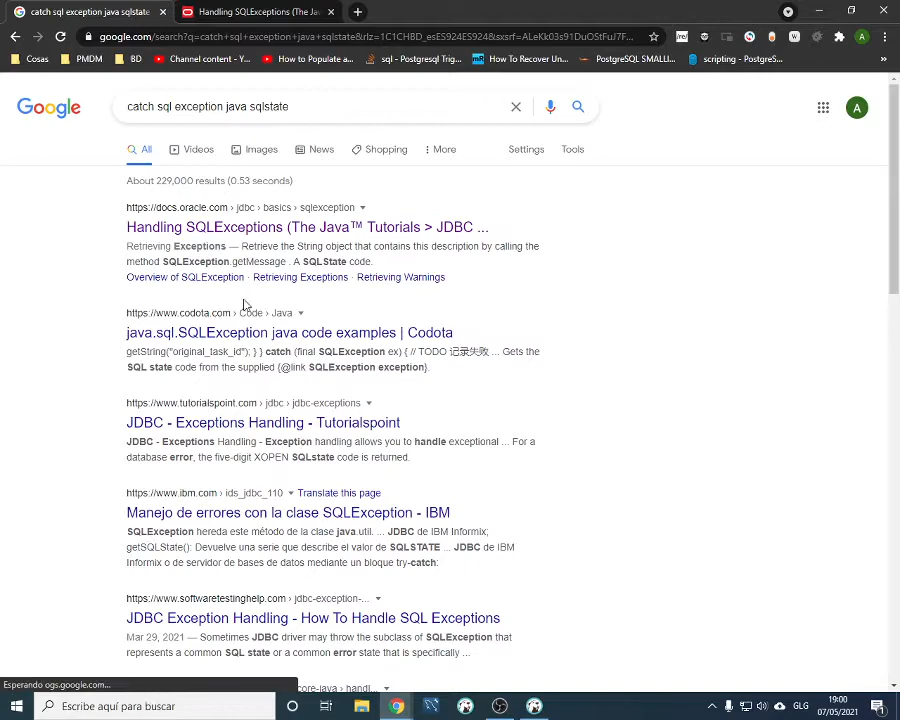 catch sql exception java sqlstate
Handling SQLExceptions (The Jav
google.com/search?q=catch+sql+exception+java+sqlstate&rlz=1C1CHBD_esES924ES924&sxsrf=ALeKk03s91DuOStFuJ7F...
Cosas
PMDM
BD
Channel content - Y...
How to Populate a...
sql - Postgresql Trig...
How To Recover Un...
PostgreSQL SMALLI...
scripting - PostgreS...
Google
catch sql exception java sqlstate
A
All
Videos
Images
News
Shopping
More
Settings
Tools
About 229,000 results (0.53 seconds)
https://docs.oracle.com › jdbc › basics › sqlexception
Handling SQLExceptions (The Java™ Tutorials > JDBC ...
Retrieving Exceptions — Retrieve the String object that contains this description by calling the
method SQLException.getMessage . A SQLState code.
Overview of SQLException · Retrieving Exceptions · Retrieving Warnings
https://www.codota.com › Code › Java
java.sql.SQLException java code examples | Codota
getString("original_task_id"); } } catch (final SQLException ex) { // TODO 记录失败 ... Gets the
SQL state code from the supplied {@link SQLException exception}.
https://www.tutorialspoint.com › jdbc › jdbc-exceptions
JDBC - Exceptions Handling - Tutorialspoint
JDBC - Exceptions Handling - Exception handling allows you to handle exceptional ... For a
database error, the five-digit XOPEN SQLstate code is returned.
https://www.ibm.com › ids_jdbc_110
Translate this page
Manejo de errores con la clase SQLException - IBM
SQLException hereda este método de la clase java.util. ... JDBC de IBM Informix;
getSQLState(): Devuelve una serie que describe el valor de SQLSTATE ... JDBC de IBM
Informix o de servidor de bases de datos mediante un bloque try-catch:
https://www.softwaretestinghelp.com › jdbc-exception-...
JDBC Exception Handling - How To Handle SQL Exceptions
Mar 29, 2021 — Sometimes JDBC driver may throw the subclass of SQLException that
represents a common SQL state or a common error state that is specifically ...
Esperando ogs.google.com...
ore-java › handl...
Escribe aquí para buscar
GLG
19:00
07/05/2021